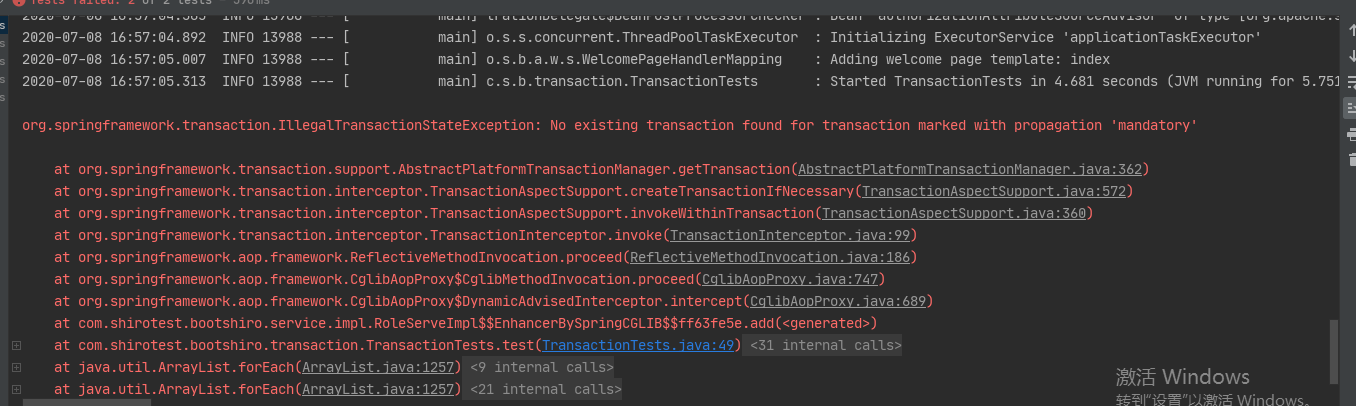 Tests failed: 2 of 2 tests – 596 ms
main] trationDelegate$BeanPostProcessorChecker : Bean 'authorizationAttributeSourceAdvisor' of type [org.apache.s
2020-07-08 16:57:04.892  INFO 13988 --- [           main] o.s.s.concurrent.ThreadPoolTaskExecutor  : Initializing ExecutorService 'applicationTaskExecutor'
2020-07-08 16:57:05.007  INFO 13988 --- [           main] o.s.b.a.w.s.WelcomePageHandlerMapping    : Adding welcome page template: index
2020-07-08 16:57:05.313  INFO 13988 --- [           main] c.s.b.transaction.TransactionTests       : Started TransactionTests in 4.681 seconds (JVM running for 5.751
org.springframework.transaction.IllegalTransactionStateException: No existing transaction found for transaction marked with propagation 'mandatory'
at org.springframework.transaction.support.AbstractPlatformTransactionManager.getTransaction(AbstractPlatformTransactionManager.java:362)
at org.springframework.transaction.interceptor.TransactionAspectSupport.createTransactionIfNecessary(TransactionAspectSupport.java:572)
at org.springframework.transaction.interceptor.TransactionAspectSupport.invokeWithinTransaction(TransactionAspectSupport.java:360)
at org.springframework.transaction.interceptor.TransactionInterceptor.invoke(TransactionInterceptor.java:99)
at org.springframework.aop.framework.ReflectiveMethodInvocation.proceed(ReflectiveMethodInvocation.java:186)
at org.springframework.aop.framework.CglibAopProxy$CglibMethodInvocation.proceed(CglibAopProxy.java:747)
at org.springframework.aop.framework.CglibAopProxy$DynamicAdvisedInterceptor.intercept(CglibAopProxy.java:689)
at com.shirotest.bootshiro.service.impl.RoleServeImpl$$EnhancerBySpringCGLIB$$ff63fe5e.add(<generated>)
at com.shirotest.bootshiro.transaction.TransactionTests.test(TransactionTests.java:49) <31 internal calls>
at java.util.ArrayList.forEach(ArrayList.java:1257) <9 internal calls>
at java.util.ArrayList.forEach(ArrayList.java:1257) <21 internal calls>
激活 Windows
转到"设置"以激活 Windows。